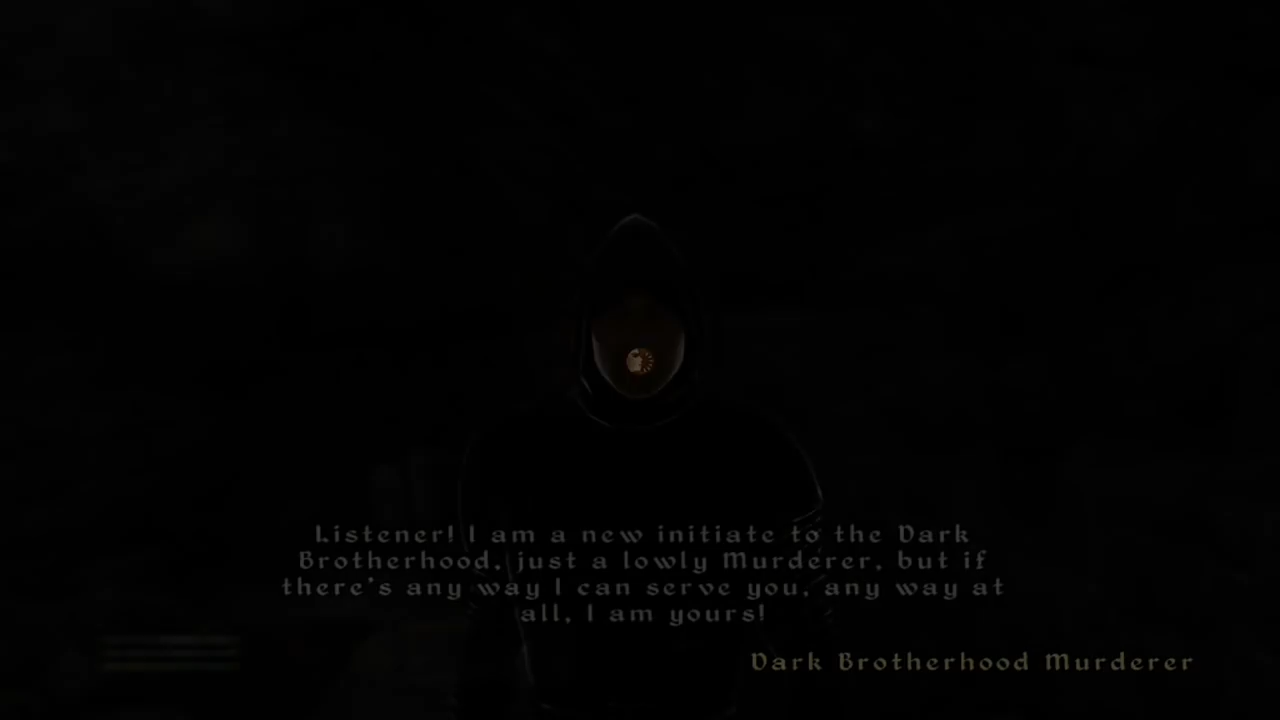 Listener! I am a new initiate to the Dark
Brotherhood, just a lowly Murderer, but if
there's any way I can serve you, any way at
all, I am yours!
Dark Brotherhood Murderer